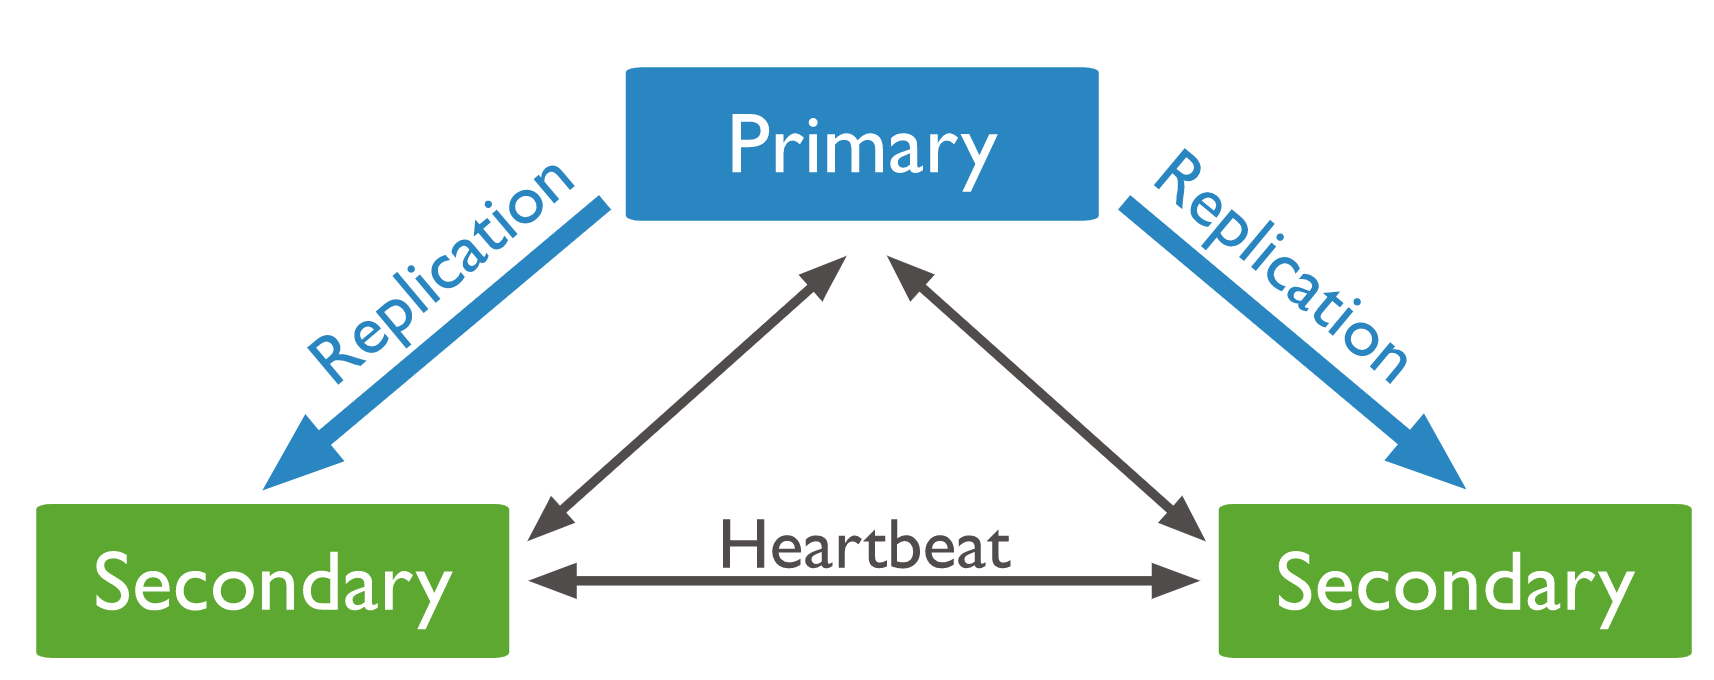 Primary
Replication
Replication
Heartbeat
Secondary
Secondary